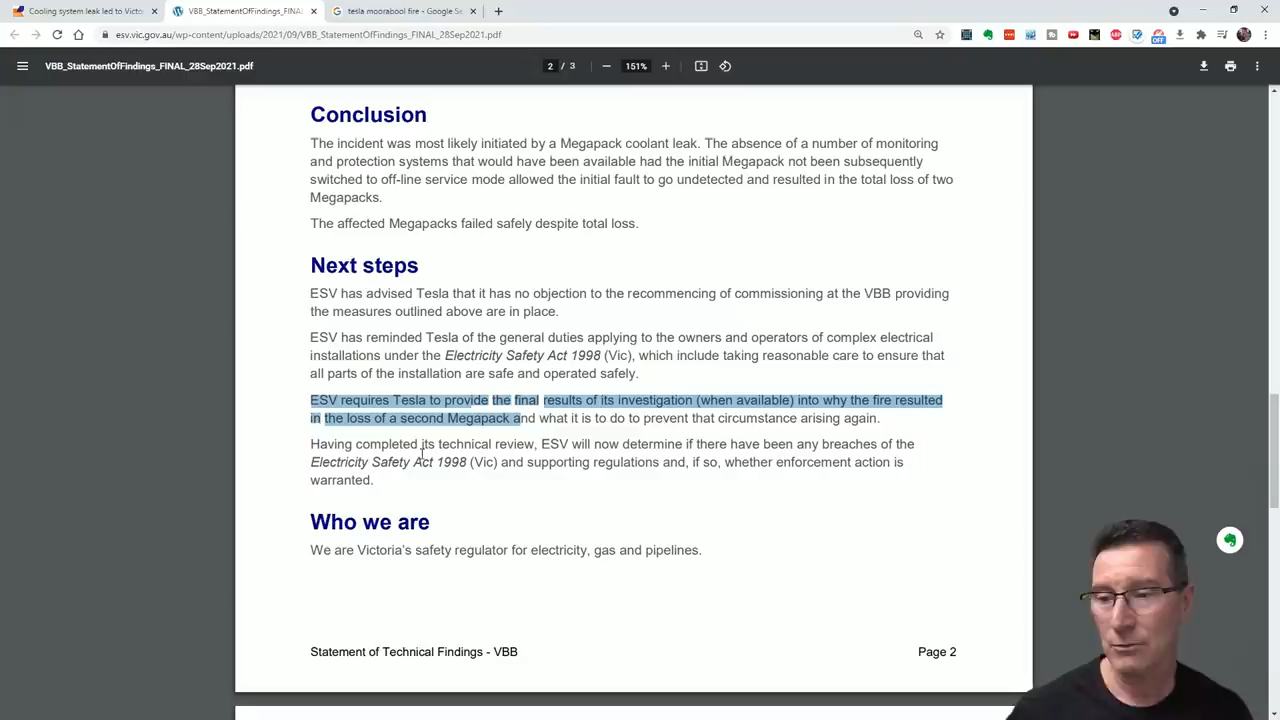 Cooling system leak led to Victo
VBB_StatementOfFindings_FINAL
tesla moorabool fire - Google Se
esv.vic.gov.au/wp-content/uploads/2021/09/VBB_StatementOfFindings_FINAL_28Sep2021.pdf
VBB_StatementOfFindings_FINAL_28Sep2021.pdf
2 / 3
151%
Conclusion
The incident was most likely initiated by a Megapack coolant leak. The absence of a number of monitoring
and protection systems that would have been available had the initial Megapack not been subsequently
switched to off-line service mode allowed the initial fault to go undetected and resulted in the total loss of two
Megapacks.
The affected Megapacks failed safely despite total loss.
Next steps
ESV has advised Tesla that it has no objection to the recommencing of commissioning at the VBB providing
the measures outlined above are in place.
ESV has reminded Tesla of the general duties applying to the owners and operators of complex electrical
installations under the Electricity Safety Act 1998 (Vic), which include taking reasonable care to ensure that
all parts of the installation are safe and operated safely.
ESV requires Tesla to provide the final results of its investigation (when available) into why the fire resulted
in the loss of a second Megapack and what it is to do to prevent that circumstance arising again.
Having completed its technical review, ESV will now determine if there have been any breaches of the
Electricity Safety Act 1998 (Vic) and supporting regulations and, if so, whether enforcement action is
warranted.
Who we are
We are Victoria's safety regulator for electricity, gas and pipelines.
Statement of Technical Findings - VBB
Page 2